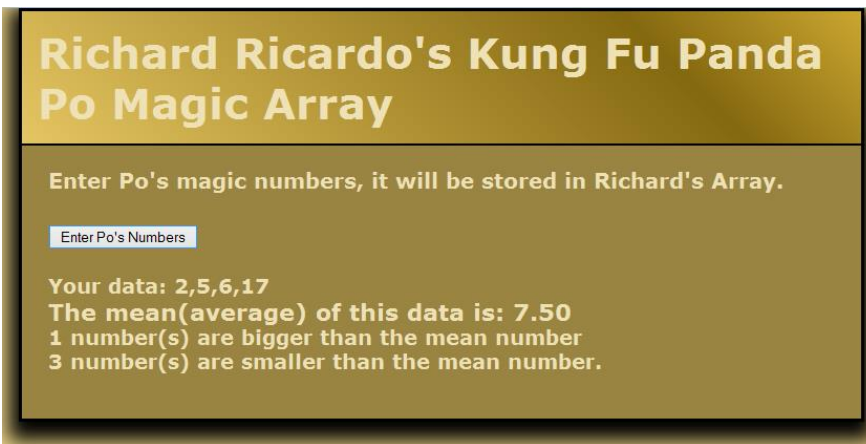 Richard Ricardo's Kung Fu Panda
Po Magic Array
Enter Po's magic numbers, it will be stored in Richard's Array.
Enter Po's Numbers
Your data: 2,5,6,17
The mean(average) of this data is: 7.50
1 number(s) are bigger than the mean number
3 number(s) are smaller than the mean number.